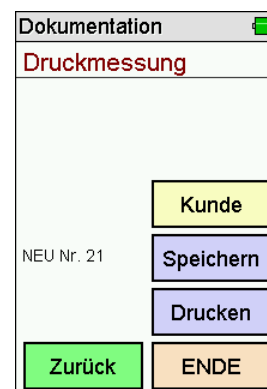 Dokumentation
Druckmessung
Kunde
NEU Nr. 21
Speichern
Drucken
Zurück
ENDE